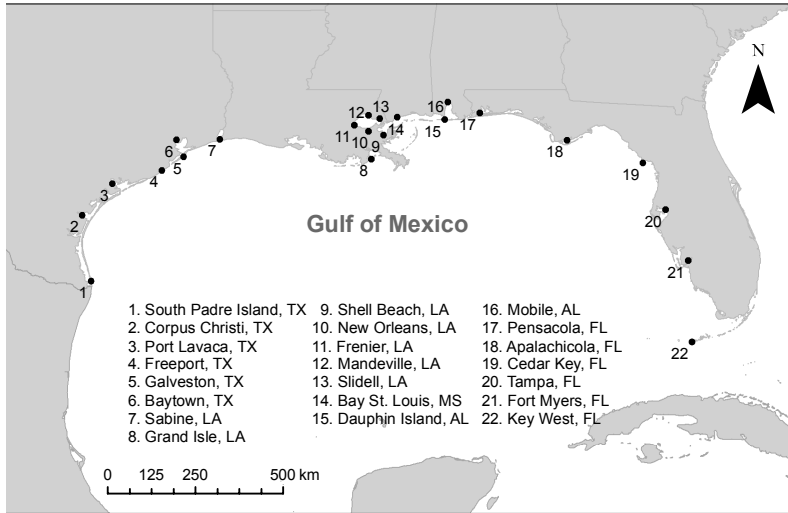 N
16
12
13
17
11
14
15
10
9
6
7
18
5
8
19
4
3
20
2
Gulf of Mexico
21
1
22
1. South Padre Island, TX
2. Corpus Christi, TX
3. Port Lavaca, TX
4. Freeport, TX
5. Galveston, TX
6. Baytown, TX
7. Sabine, LA
8. Grand Isle, LA
9. Shell Beach, LA
10. New Orleans, LA
11. Frenier, LA
12. Mandeville, LA
13. Slidell, LA
14. Bay St. Louis, MS
15. Dauphin Island, AL
16. Mobile, AL
17. Pensacola, FL
18. Apalachicola, FL
19. Cedar Key, FL
20. Tampa, FL
21. Fort Myers, FL
22. Key West, FL
0 125 250 500 km